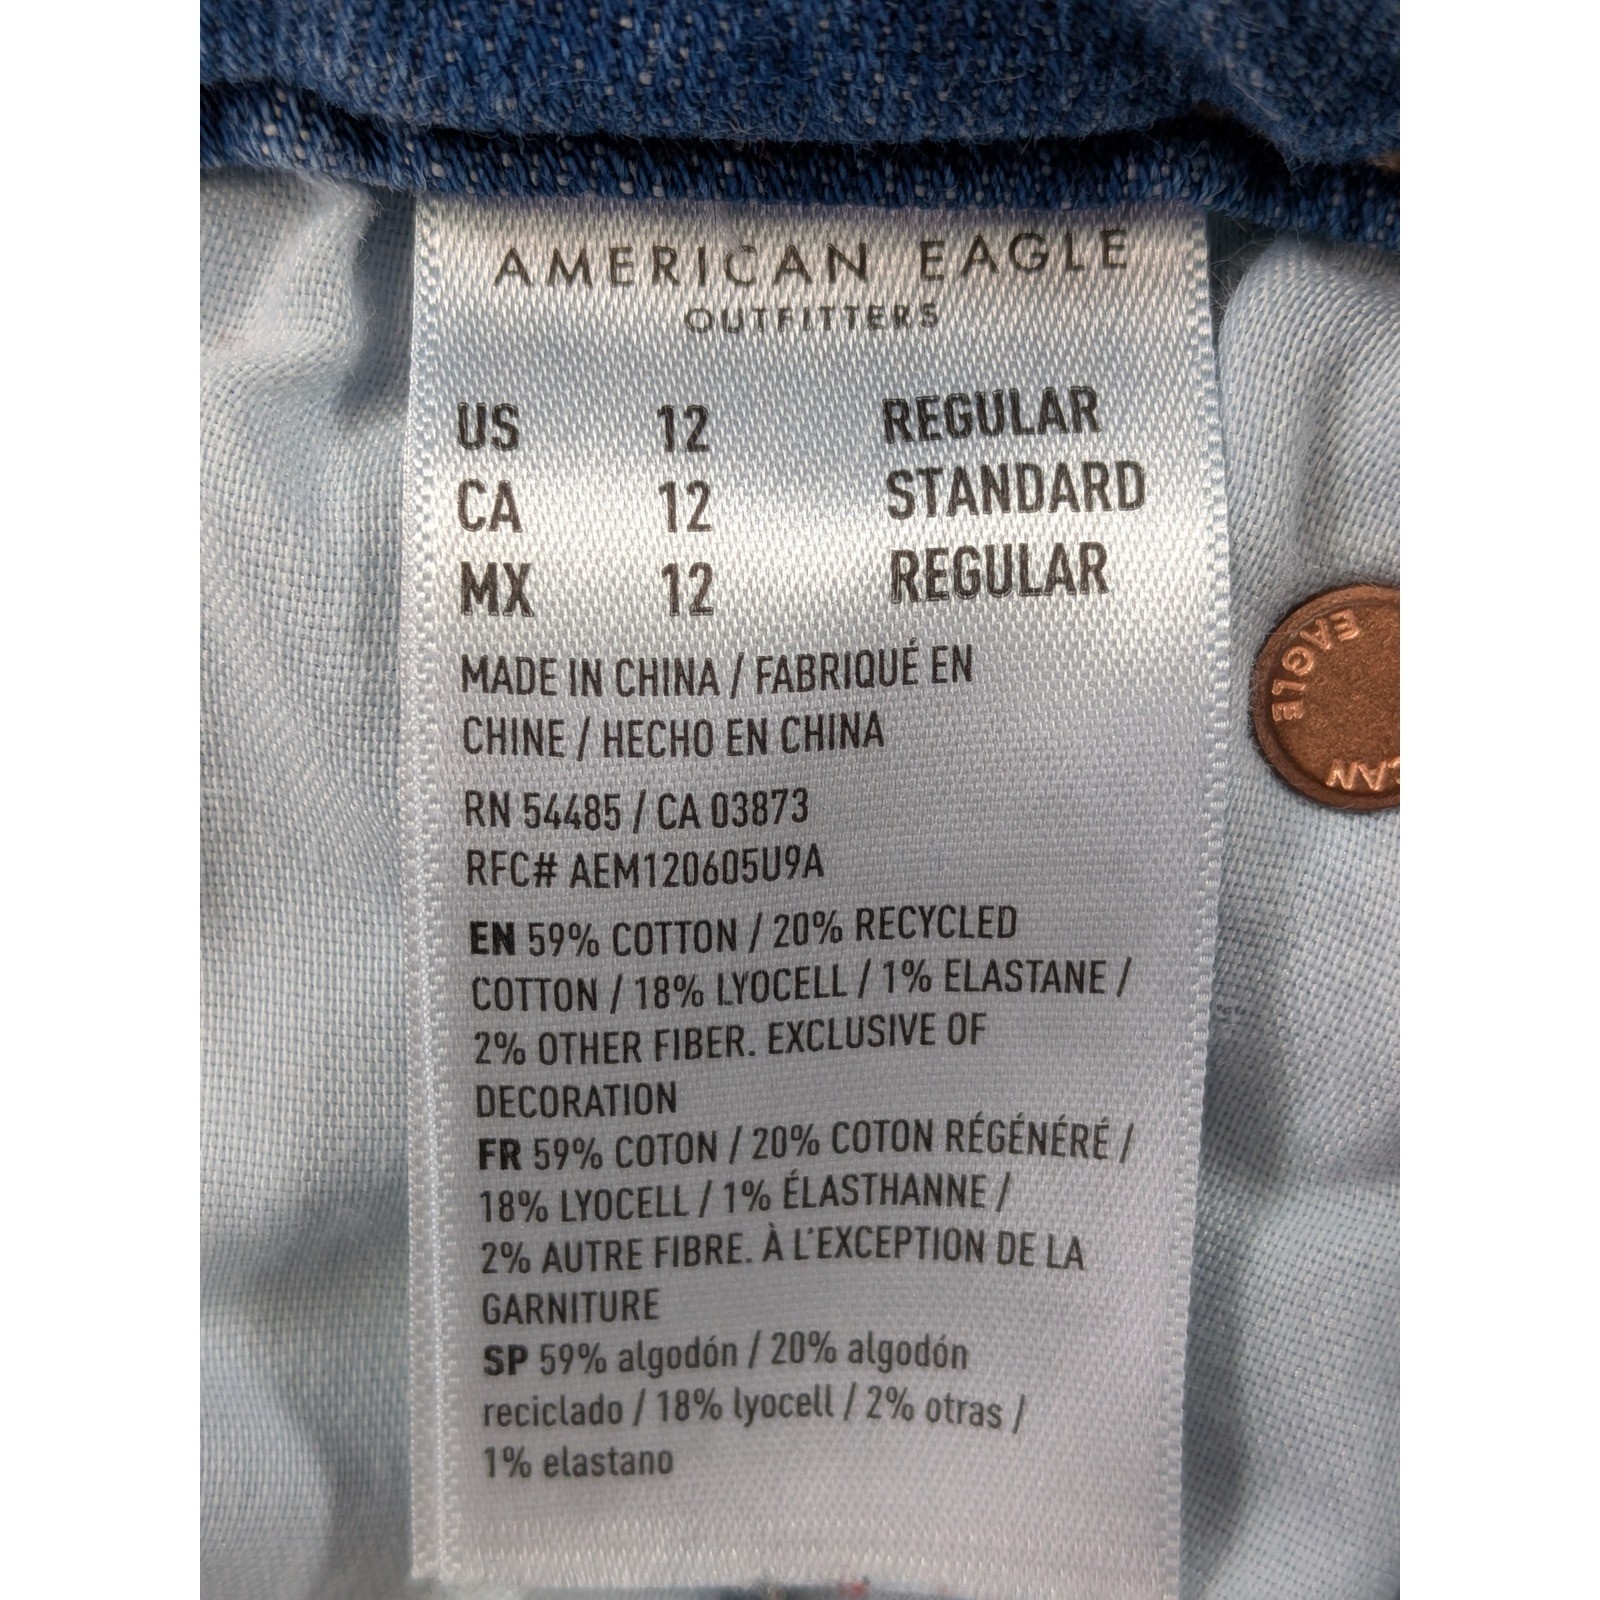 AMERICAN EAGLE
OUTFITTERS
US 12 REGULAR
CA 12 STANDARD
MX 12 REGULAR
MADE IN CHINA / FABRIQUÉ EN
CHINE / HECHO EN CHINA
RN 54485 / CA 03873
RFC# AEM120605U9A
EN 59% COTTON / 20% RECYCLED
COTTON / 18% LYOCELL / 1% ELASTANE /
2% OTHER FIBER. EXCLUSIVE OF
DECORATION
FR 59% COTON / 20% COTON RÉGÉNÉRÉ /
18% LYOCELL / 1% ÉLASTHANNE /
2% AUTRE FIBRE. À L'EXCEPTION DE LA
GARNITURE
SP 59% algodón / 20% algodón
reciclado / 18% lyocell / 2% otras /
1% elastano
EAGLE
CAN